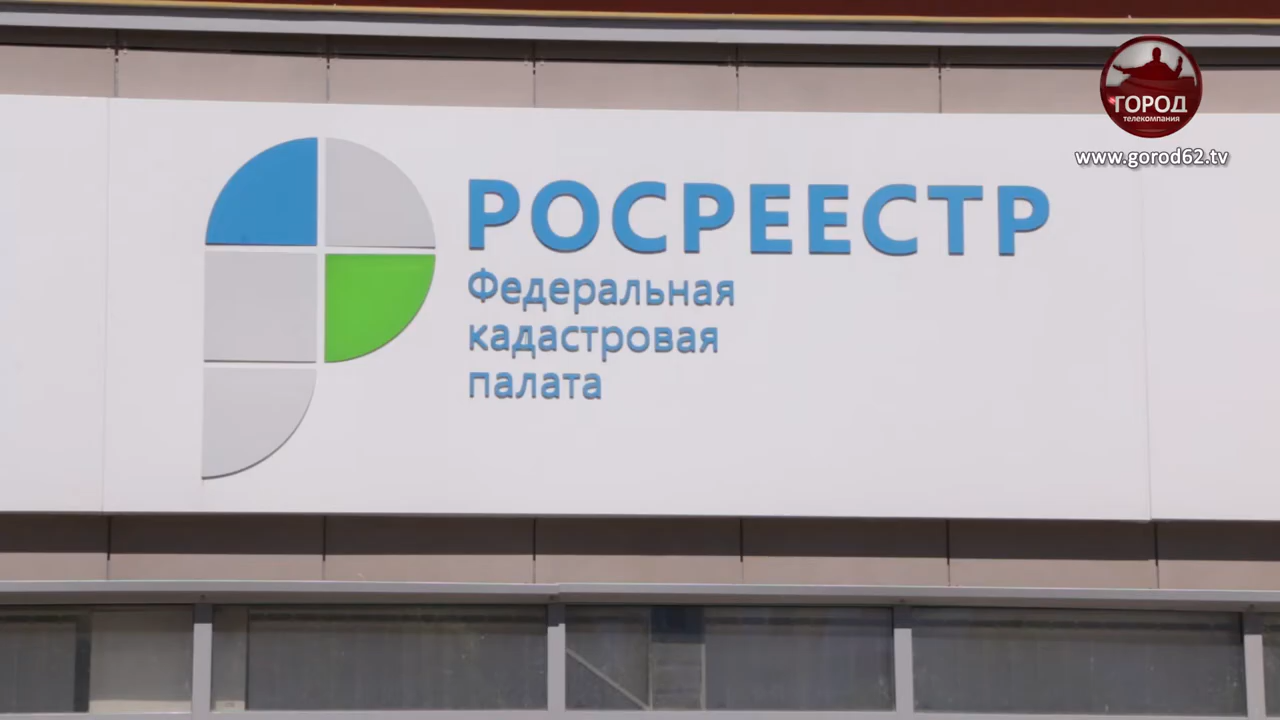 ГОРОД
телекомпания
www.gorod62.tv
РОСРЕЕСТР
Федеральная
кадастровая
палата